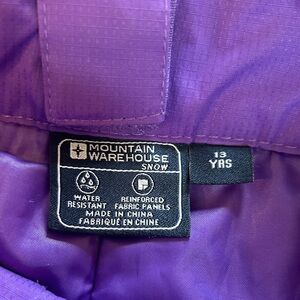 MOUNTAIN
WAREHOUSE
SNOW
WATER
RESISTANT
REINFORCED
FABRIC PANELS
MADE IN CHINA
FABRIQUÉ EN CHINE
13
YRS